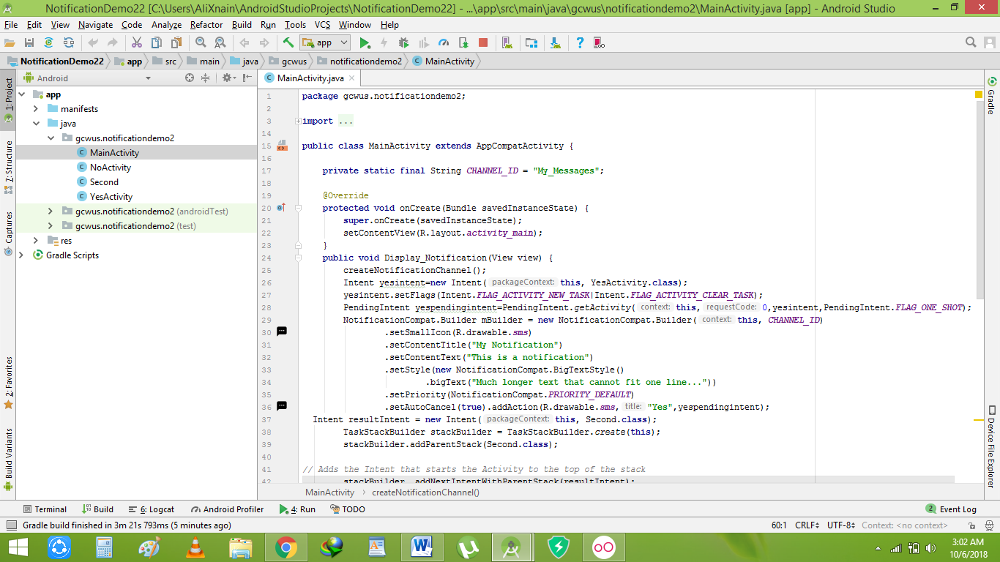 NotificationDemo22 [C:\Users\AliXnain\AndroidStudioProjects\NotificationDemo22] - ...\app\src\main\java\gcwus\notificationdemo2\MainActivity.java [app] - Android Studio
File Edit View Navigate Code Analyze Refactor Build Run Tools VCS Window Help
app
NotificationDemo22 app src main java gcwus notificationdemo2 MainActivity
Android
MainActivity.java
1: Project
7: Structure
Captures
2: Favorites
Build Variants
app
manifests
java
gcwus.notificationdemo2
MainActivity
NoActivity
Second
YesActivity
gcwus.notificationdemo2 (androidTest)
gcwus.notificationdemo2 (test)
res
Gradle Scripts
1 package gcwus.notificationdemo2;
2
3 import ...
14
15 public class MainActivity extends AppCompatActivity {
16
17 private static final String CHANNEL_ID = "My_Messages";
18
19 @Override
20 protected void onCreate(Bundle savedInstanceState) {
21 super.onCreate(savedInstanceState);
22 setContentView(R.layout.activity_main);
23 }
24 public void Display_Notification(View view) {
25 createNotificationChannel();
26 Intent yesintent=new Intent( packageContext: this, YesActivity.class);
27 yesintent.setFlags(Intent.FLAG_ACTIVITY_NEW_TASK|Intent.FLAG_ACTIVITY_CLEAR_TASK);
28 PendingIntent yespendingintent=PendingIntent.getActivity( context: this, requestCode: 0,yesintent,PendingIntent.FLAG_ONE_SHOT);
29 NotificationCompat.Builder mBuilder = new NotificationCompat.Builder( context: this, CHANNEL_ID)
30 .setSmallIcon(R.drawable.sms)
31 .setContentTitle("My Notification")
32 .setContentText("This is a notification")
33 .setStyle(new NotificationCompat.BigTextStyle()
34 .bigText("Much longer text that cannot fit one line..."))
35 .setPriority(NotificationCompat.PRIORITY_DEFAULT)
36 .setAutoCancel(true).addAction(R.drawable.sms, title: "Yes",yespendingintent);
37 Intent resultIntent = new Intent( packageContext: this, Second.class);
38 TaskStackBuilder stackBuilder = TaskStackBuilder.create(this);
39 stackBuilder.addParentStack(Second.class);
40
41 // Adds the Intent that starts the Activity to the top of the stack
42 stackBuilder .addNextIntentWithParentStack(resultIntent);
MainActivity createNotificationChannel()
Gradle
Device File Explorer
Terminal Build 6: Logcat Android Profiler 4: Run TODO 2 Event Log
Gradle build finished in 3m 21s 793ms (5 minutes ago) 60:1 CRLF UTF-8 Context: <no context>
3:02 AM
10/6/2018